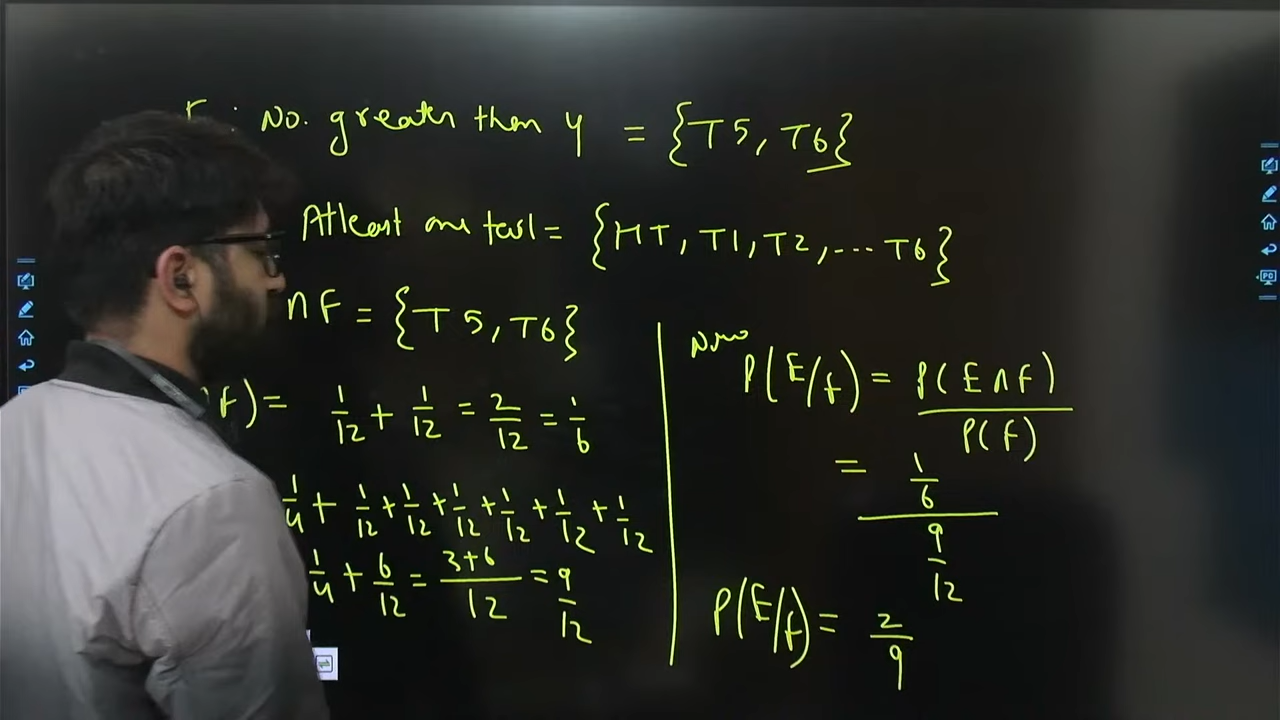 : No. greater than 4 = {T5, T6}
Atleast one tail = {HT, T1, T2, ... T6}
∩F = {T5, T6}
F) = 1/12 + 1/12 = 2/12 = 1/6
1/4 + 1/12 + 1/12 + 1/12 + 1/12 + 1/12 + 1/12
1/4 + 6/12 = 3+6/12 = 9/12
Now
P(E/F) = P(E∩F)/P(F)
= 1/6 / 9/12
P(E/F) = 2/9